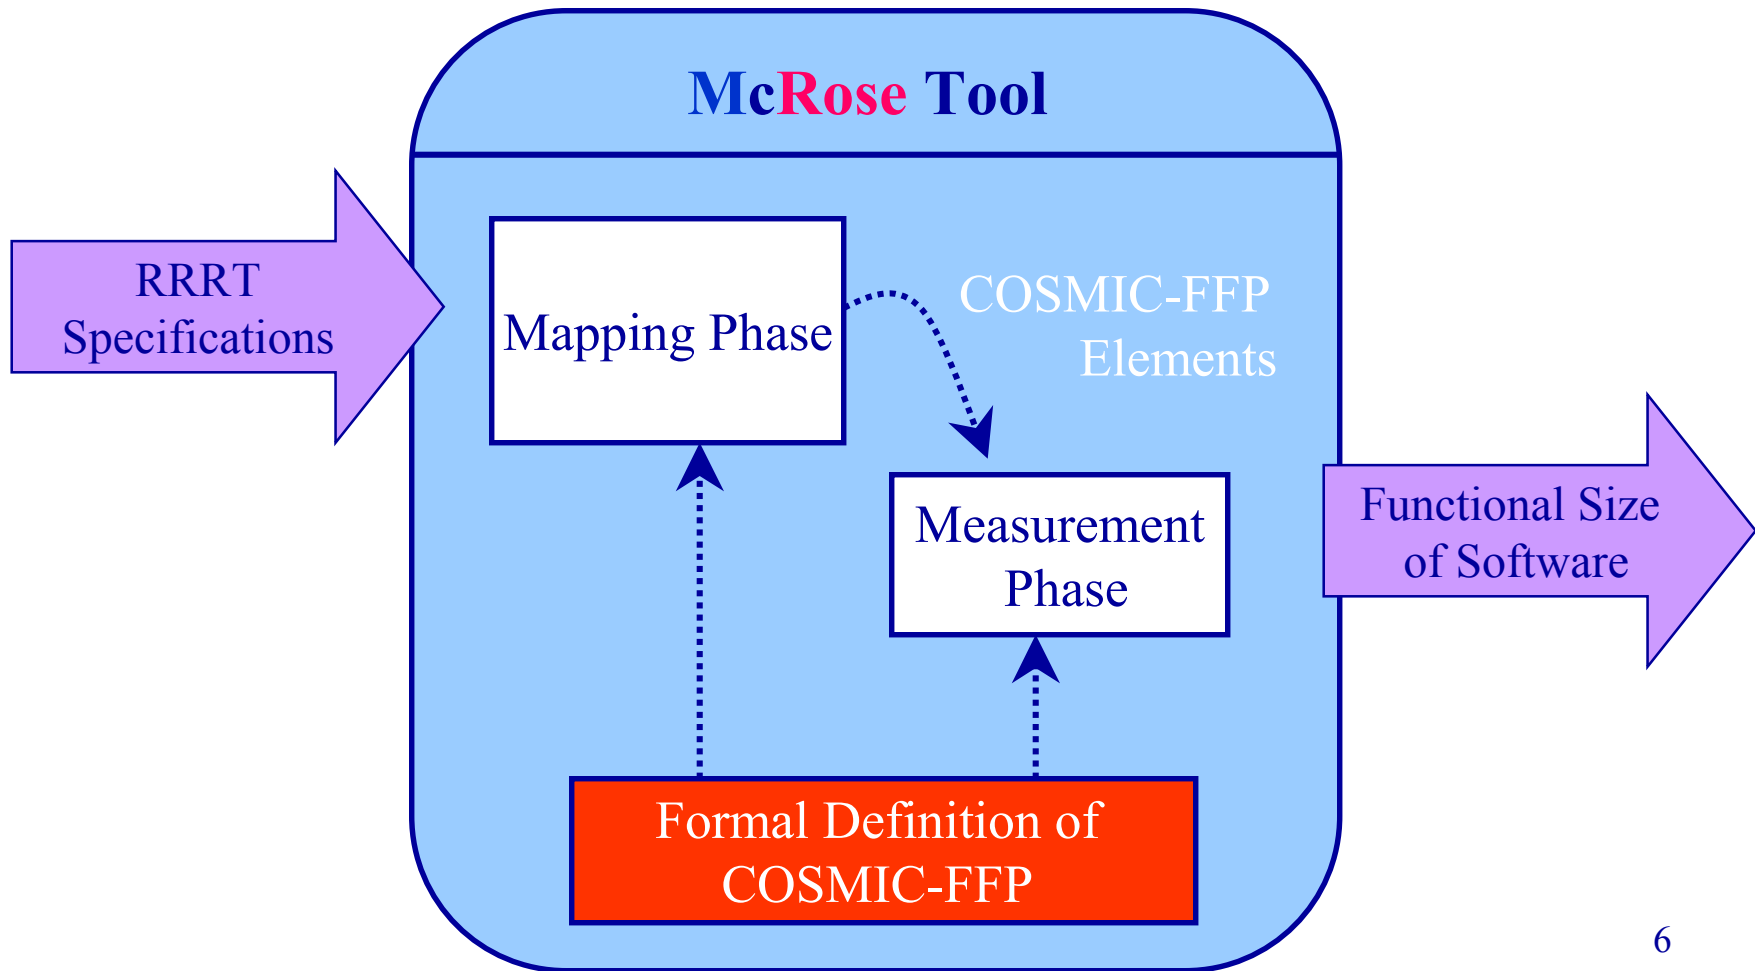 McRose Tool
RRRT
Specifications
Mapping Phase
COSMIC-FFP
Elements
Measurement
Phase
Functional Size
of Software
Formal Definition of
COSMIC-FFP
6